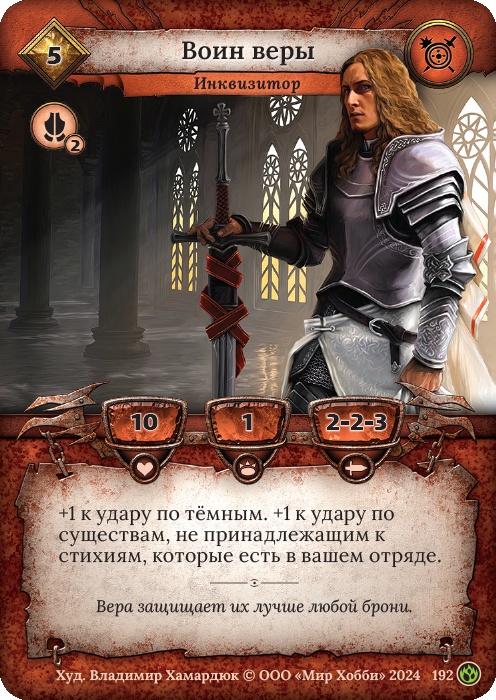 5
Воин веры
Инквизитор
2
10
1
2-2-3
+1 к удару по тёмным. +1 к удару по
существам, не принадлежащим к
стихиям, которые есть в вашем отряде.
Вера защищает их лучше любой брони.
Худ. Владимир Хамардюк © ООО «Мир Хобби» 2024 192